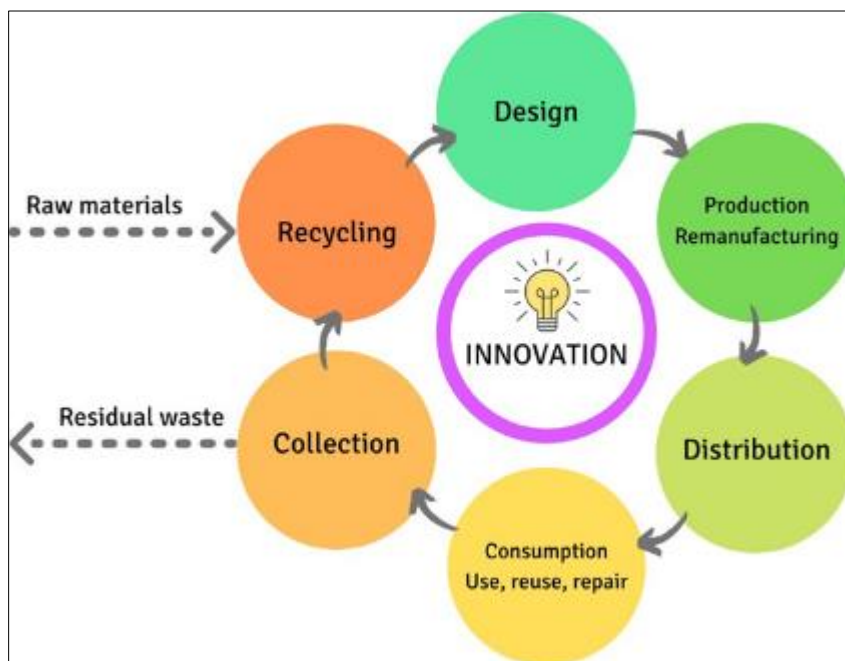 Design
Raw materials
Recycling
Production
Remanufacturing
INNOVATION
Residual waste
Collection
Distribution
Consumption
Use, reuse, repair